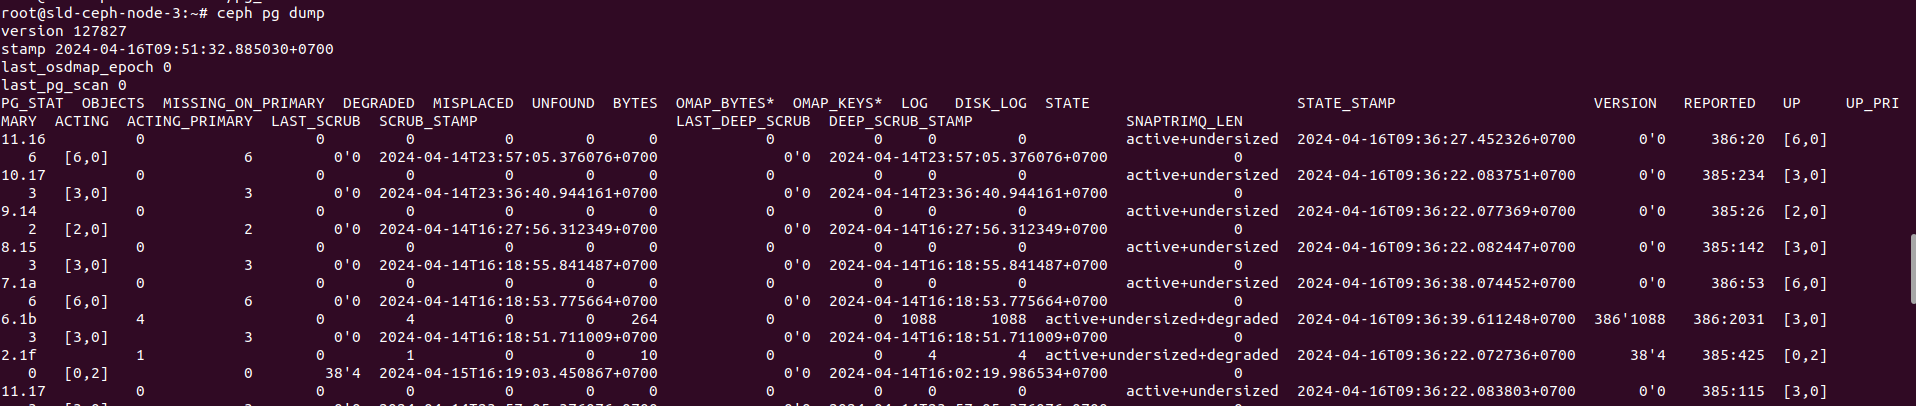 root@sld-ceph-node-3:~# ceph pg dump
version 127827
stamp 2024-04-16T09:51:32.885030+0700
last_osdmap_epoch 0
last_pg_scan 0
PG_STAT OBJECTS MISSING_ON_PRIMARY DEGRADED MISPLACED UNFOUND BYTES OMAP_BYTES* OMAP_KEYS* LOG DISK_LOG STATE STATE_STAMP VERSION REPORTED UP UP_PRI
MARY ACTING ACTING_PRIMARY LAST_SCRUB SCRUB_STAMP LAST_DEEP_SCRUB DEEP_SCRUB_STAMP SNAPTRIMQ_LEN
11.16 0 0 0 0 0 0 0 0 0 0 active+undersized 2024-04-16T09:36:27.452326+0700 0'0 386:20 [6,0]
6 [6,0] 6 0'0 2024-04-14T23:57:05.376076+0700 0'0 2024-04-14T23:57:05.376076+0700 0
10.17 0 0 0 0 0 0 0 0 0 0 active+undersized 2024-04-16T09:36:22.083751+0700 0'0 385:234 [3,0]
3 [3,0] 3 0'0 2024-04-14T23:36:40.944161+0700 0'0 2024-04-14T23:36:40.944161+0700 0
9.14 0 0 0 0 0 0 0 0 0 0 active+undersized 2024-04-16T09:36:22.077369+0700 0'0 385:26 [2,0]
2 [2,0] 2 0'0 2024-04-14T16:27:56.312349+0700 0'0 2024-04-14T16:27:56.312349+0700 0
8.15 0 0 0 0 0 0 0 0 0 0 active+undersized 2024-04-16T09:36:22.082447+0700 0'0 385:142 [3,0]
3 [3,0] 3 0'0 2024-04-14T16:18:55.841487+0700 0'0 2024-04-14T16:18:55.841487+0700 0
7.1a 0 0 0 0 0 0 0 0 0 0 active+undersized 2024-04-16T09:36:38.074452+0700 0'0 386:53 [6,0]
6 [6,0] 6 0'0 2024-04-14T16:18:53.775664+0700 0'0 2024-04-14T16:18:53.775664+0700 0
6.1b 4 0 4 0 0 264 0 0 1088 1088 active+undersized+degraded 2024-04-16T09:36:39.611248+0700 386'1088 386:2031 [3,0]
3 [3,0] 3 0'0 2024-04-14T16:18:51.711009+0700 0'0 2024-04-14T16:18:51.711009+0700 0
2.1f 1 0 1 0 0 10 0 0 4 4 active+undersized+degraded 2024-04-16T09:36:22.072736+0700 38'4 385:425 [0,2]
0 [0,2] 0 38'4 2024-04-15T16:19:03.450867+0700 0'0 2024-04-14T16:02:19.986534+0700 0
11.17 0 0 0 0 0 0 0 0 0 0 active+undersized 2024-04-16T09:36:22.083803+0700 0'0 385:115 [3,0]